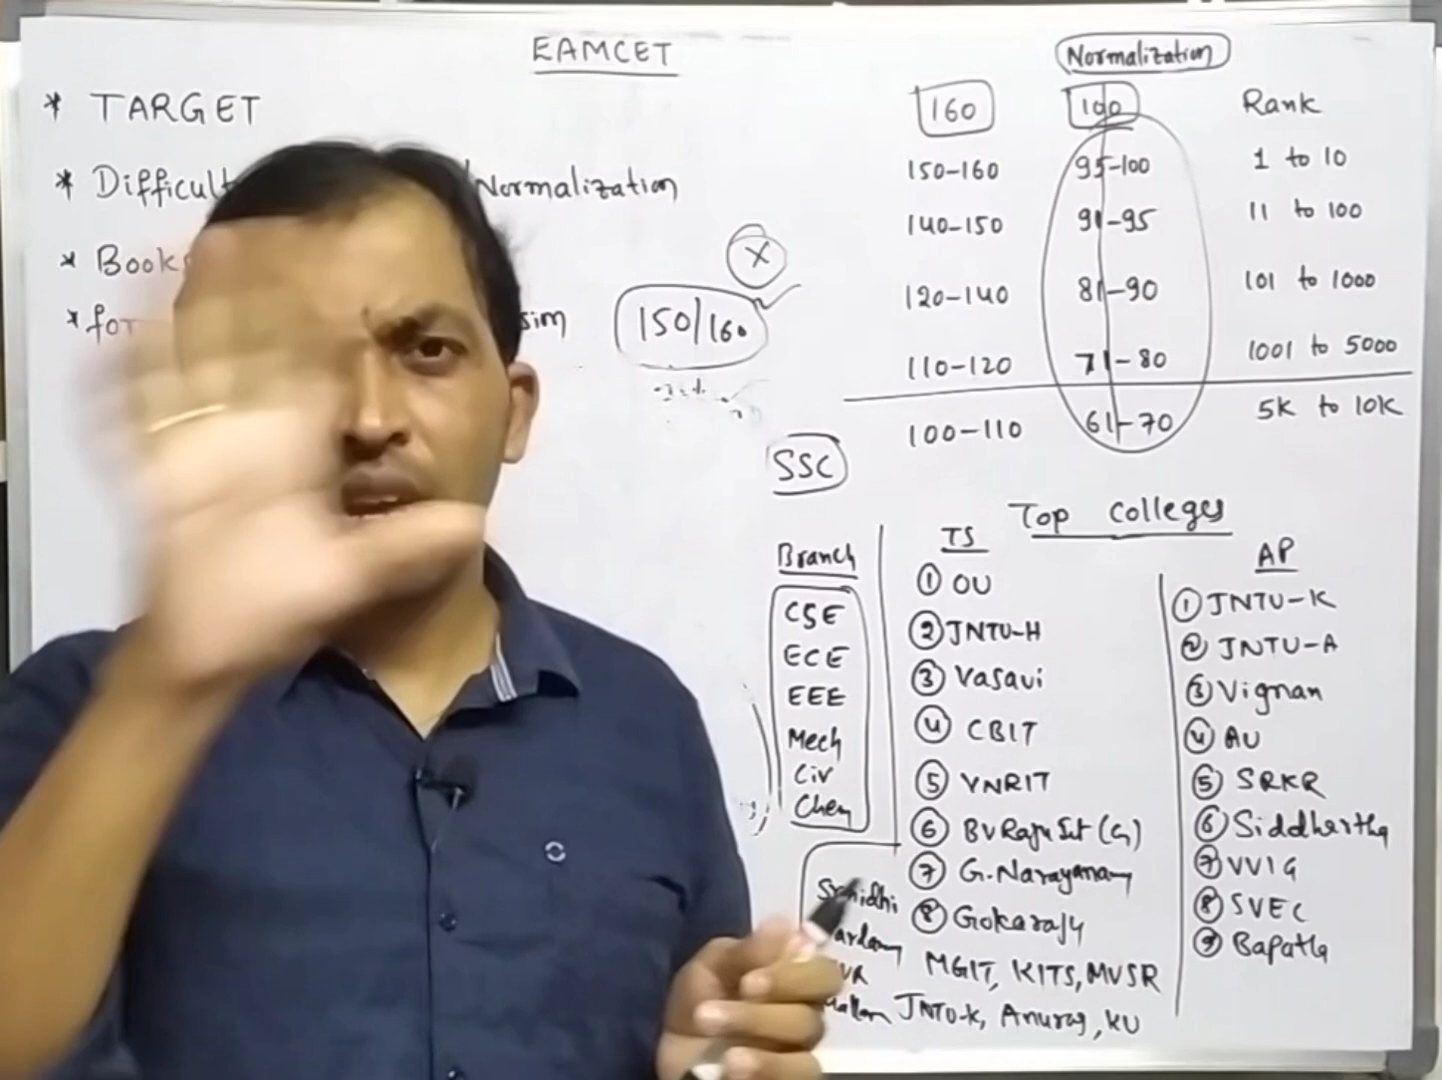 EAMCET
* TARGET
* Difficult Normalization
* Books
* for sim
X
150/160
Normalization
160 100 Rank
150-160 95-100 1 to 10
140-150 91-95 11 to 100
120-140 81-90 101 to 1000
110-120 71-80 1001 to 5000
100-110 61-70 5K to 10K
SSC
Top Colleges
Branch
CSE
ECE
EEE
Mech
Civ
Chem
TS
① OU
② JNTU-H
③ Vasavi
④ CBIT
⑤ VNRIT
⑥ BVRaju Int (G)
⑦ G.Narayanam
⑧ Gokaraju
MGIT, KITS, MVSR
JNTU-K, Anurag, KU
AP
① JNTU-K
② JNTU-A
③ Vignan
④ AU
⑤ SRKR
⑥ Siddhartha
⑦ VVIG
⑧ SVEC
⑨ Bapatla